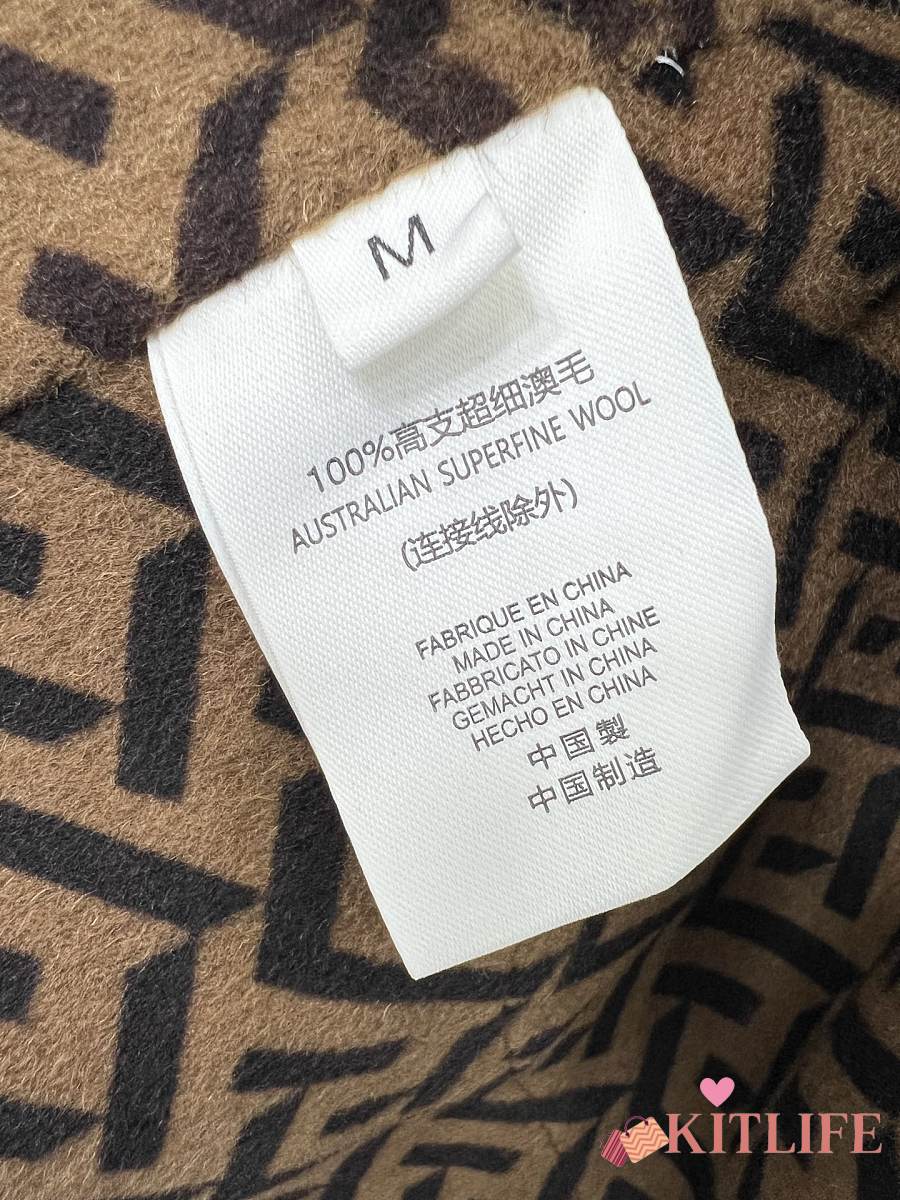 M
100%高支超细澳毛
AUSTRALIAN SUPERFINE WOOL
(连接线除外)
FABRIQUE EN CHINA
MADE IN CHINA
FABBRICATO IN CHINE
GEMACHT IN CHINA
HECHO EN CHINA
中国製
中国制造
KITLIFE